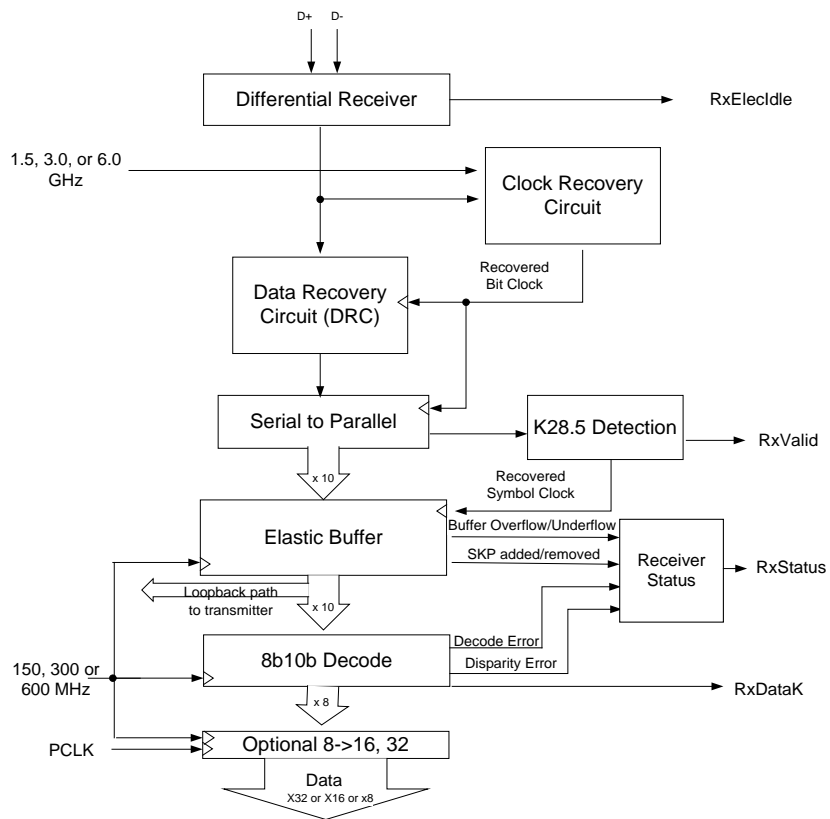 D+ D-
Differential Receiver
RxElecIdle
1.5, 3.0, or 6.0
GHz
Clock Recovery
Circuit
Recovered
Bit Clock
Data Recovery
Circuit (DRC)
Serial to Parallel
K28.5 Detection
RxValid
x 10
Recovered
Symbol Clock
Elastic Buffer
Buffer Overflow/Underflow
SKP added/removed
Receiver
Status
RxStatus
Loopback path
to transmitter
x 10
8b10b Decode
Decode Error
Disparity Error
150, 300 or
600 MHz
RxDataK
x 8
PCLK
Optional 8->16, 32
Data
X32 or X16 or x8